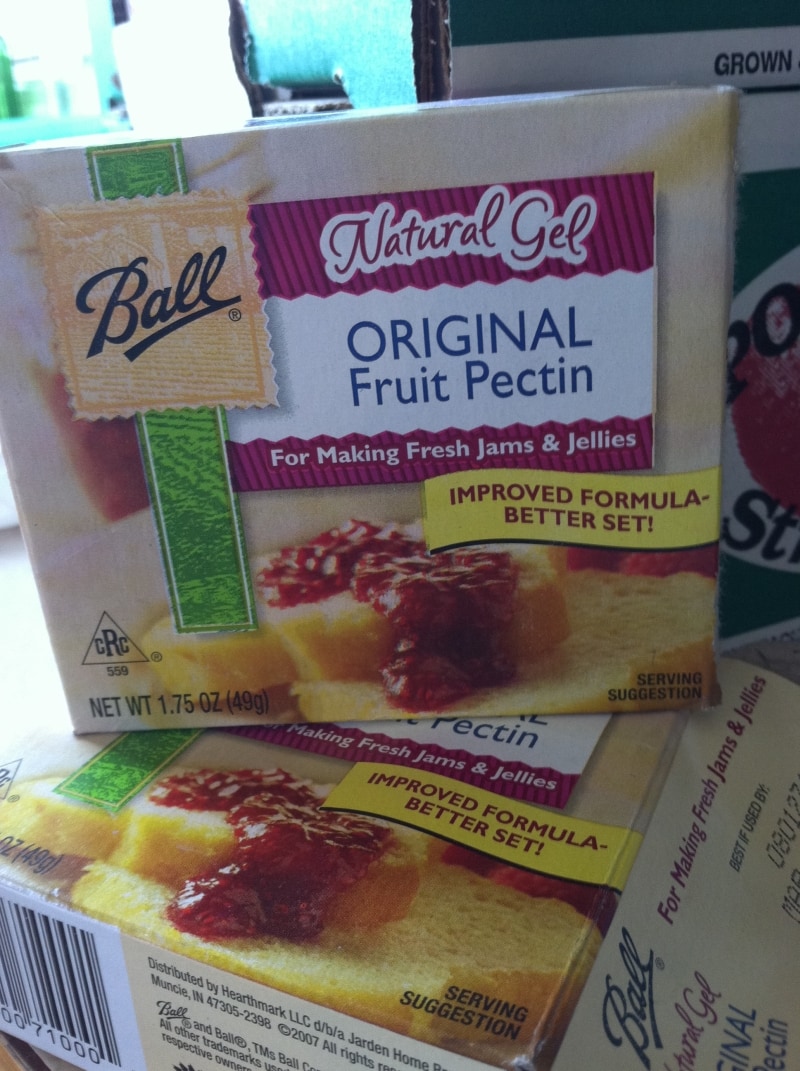 GROWN
Ball®
Natural Gel
ORIGINAL
Fruit Pectin
For Making Fresh Jams & Jellies
IMPROVED FORMULA-
BETTER SET!
CRC®
559
NET WT 1.75 OZ (49g)
SERVING
SUGGESTION
Pectin
Making Fresh Jams & Jellies
IMPROVED FORMULA-
BETTER SET!
OZ (49g)
SERVING
SUGGESTION
71000
Distributed by Hearthmark LLC d/b/a Jarden Home
Muncie, IN 47305-2398 ©2007 All rights
Ball® and Ball®, TMs Ball
All other trademarks
respective
For Making Fresh Jams & Jellies
BEST IF USED BY:
Ball®
Gel